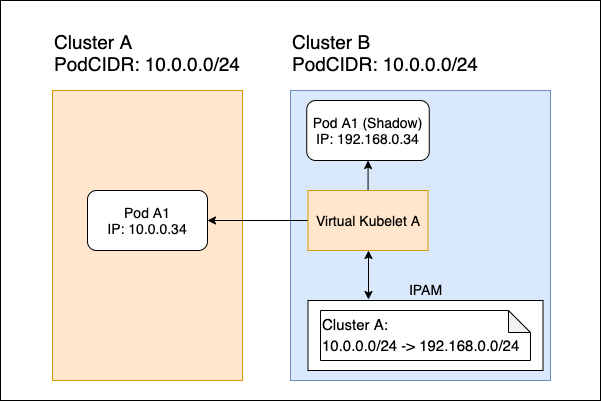 Cluster A
PodCIDR: 10.0.0.0/24
Cluster B
PodCIDR: 10.0.0.0/24
Pod A1 (Shadow)
IP: 192.168.0.34
Pod A1
IP: 10.0.0.34
Virtual Kubelet A
IPAM
Cluster A:
10.0.0.0/24 -> 192.168.0.0/24